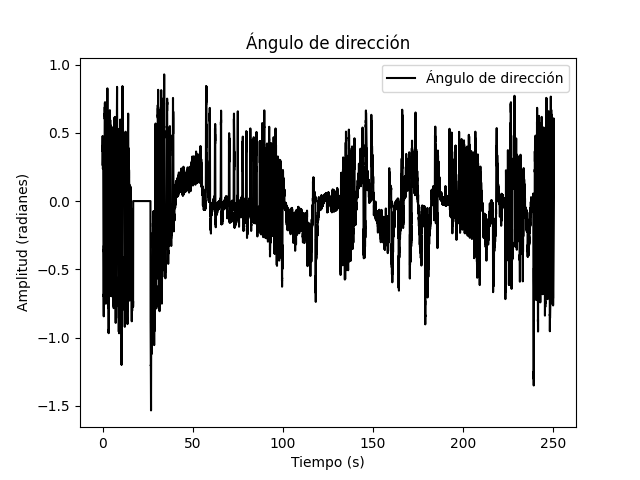 Ángulo de dirección
Ángulo de dirección
1.0
0.5
0.0
−0.5
−1.0
−1.5
Amplitud (radianes)
0 50 100 150 200 250
Tiempo (s)